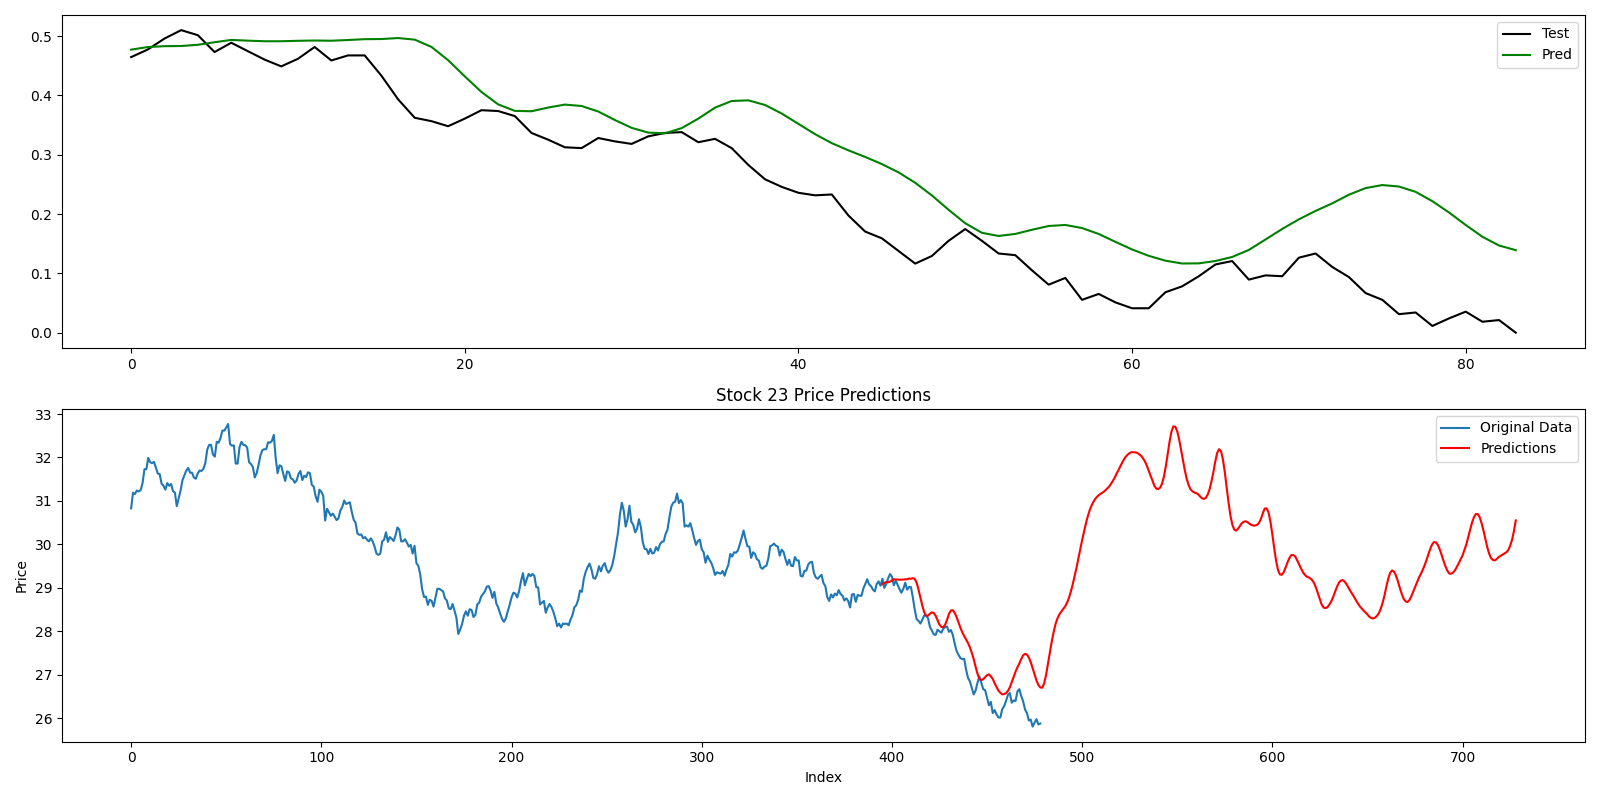 0.5
0.4
0.3
0.2
0.1
0.0
Test
Pred
0 20 40 60 80
Stock 23 Price Predictions
33
32
31
30
29
28
27
26
Price
Original Data
Predictions
0 100 200 300 400 500 600 700
Index